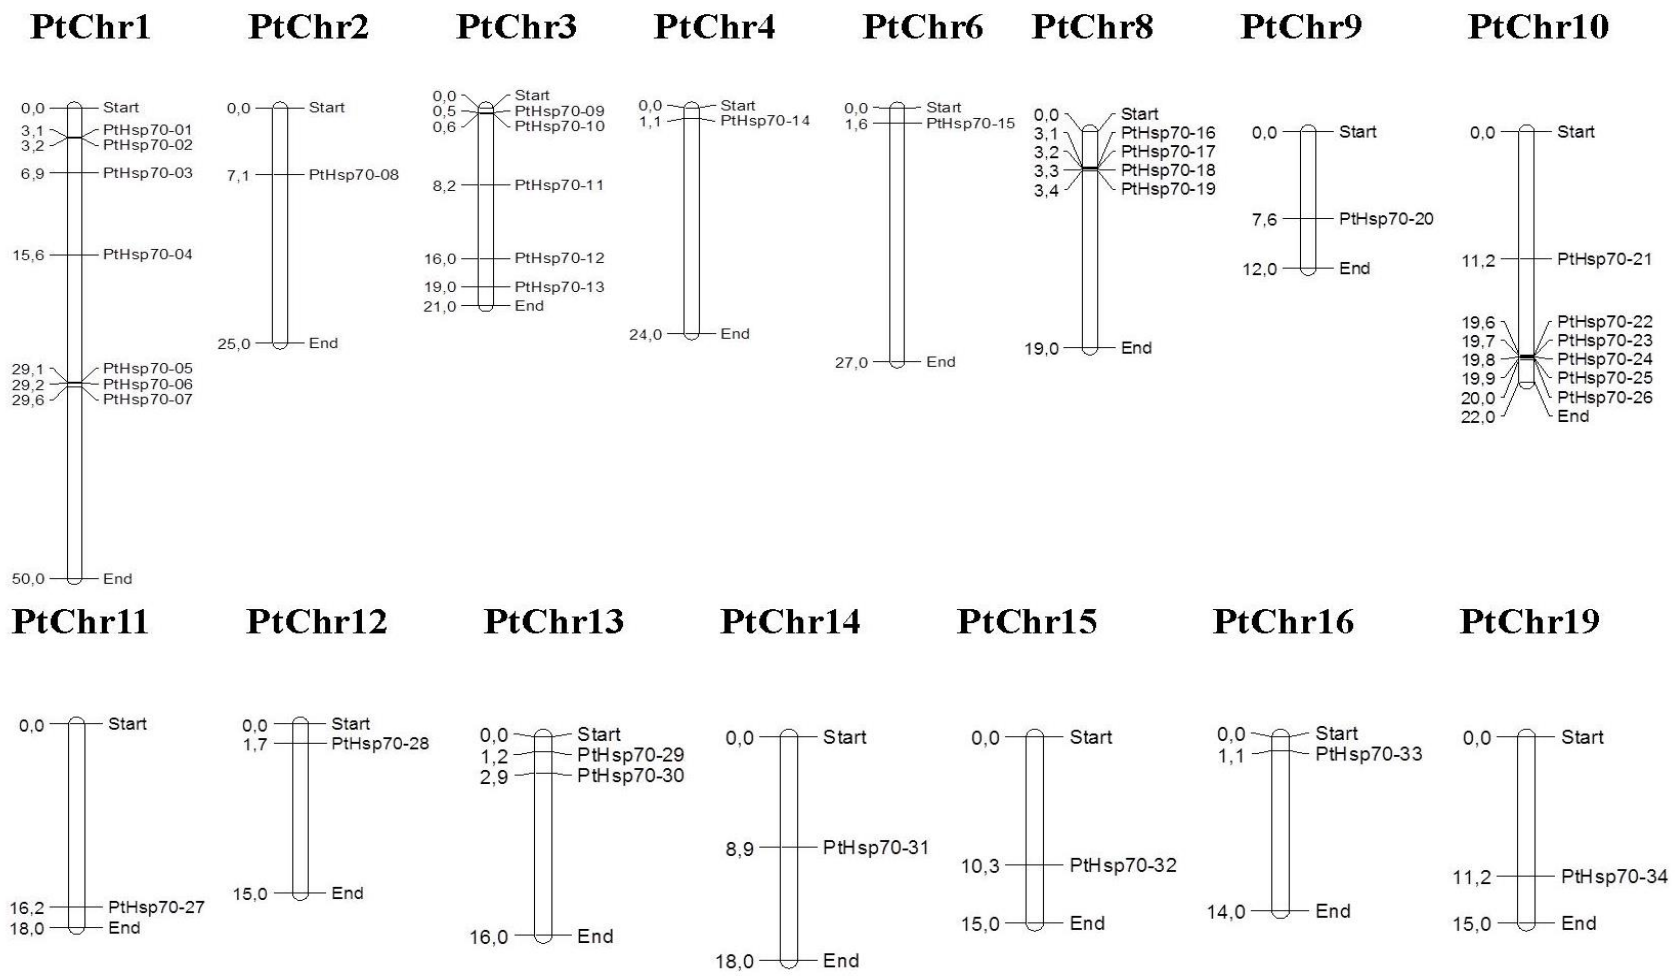 PtChr1
0,0 Start
3,1 PtHsp70-01
3,2 PtHsp70-02
6,9 PtHsp70-03
15,6 PtHsp70-04
29,1 PtHsp70-05
29,2 PtHsp70-06
29,6 PtHsp70-07
50,0 End
PtChr2
0,0 Start
7,1 PtHsp70-08
25,0 End
PtChr3
0,0 Start
0,5 PtHsp70-09
0,6 PtHsp70-10
8,2 PtHsp70-11
16,0 PtHsp70-12
19,0 PtHsp70-13
21,0 End
PtChr4
0,0 Start
1,1 PtHsp70-14
24,0 End
PtChr6
0,0 Start
1,6 PtHsp70-15
27,0 End
PtChr8
0,0 Start
3,1 PtHsp70-16
3,2 PtHsp70-17
3,3 PtHsp70-18
3,4 PtHsp70-19
19,0 End
PtChr9
0,0 Start
7,6 PtHsp70-20
12,0 End
PtChr10
0,0 Start
11,2 PtHsp70-21
19,6 PtHsp70-22
19,7 PtHsp70-23
19,8 PtHsp70-24
19,9 PtHsp70-25
20,0 PtHsp70-26
22,0 End
PtChr11
0,0 Start
16,2 PtHsp70-27
18,0 End
PtChr12
0,0 Start
1,7 PtHsp70-28
15,0 End
PtChr13
0,0 Start
1,2 PtHsp70-29
2,9 PtHsp70-30
16,0 End
PtChr14
0,0 Start
8,9 PtHsp70-31
18,0 End
PtChr15
0,0 Start
10,3 PtHsp70-32
15,0 End
PtChr16
0,0 Start
1,1 PtHsp70-33
14,0 End
PtChr19
0,0 Start
11,2 PtHsp70-34
15,0 End